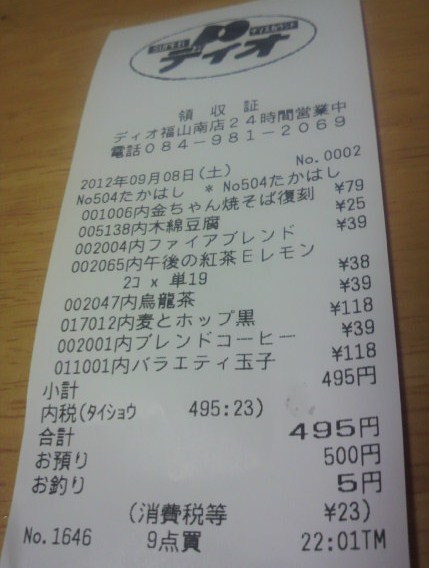 ディオ
領 収 証
ディオ福山南店24時間営業中
電話084-981-2069
2012年09月08日(土) No.0002
No504たかはし * No504たかはし
001006内金ちゃん焼そば復刻 ¥79
005138内木綿豆腐 ¥25
002004内ファイアブレンド ¥39
002065内午後の紅茶Eレモン
2コ × 単19 ¥38
002047内烏龍茶 ¥39
017012内麦とホップ黒 ¥118
002001内ブレンドコーヒー ¥39
011001内バラエティ玉子 ¥118
小計 495円
内税(タイショウ 495:23)
合計 495円
お預り 500円
お釣り 5円
(消費税等 ¥23)
No.1646 9点買 22:01TM